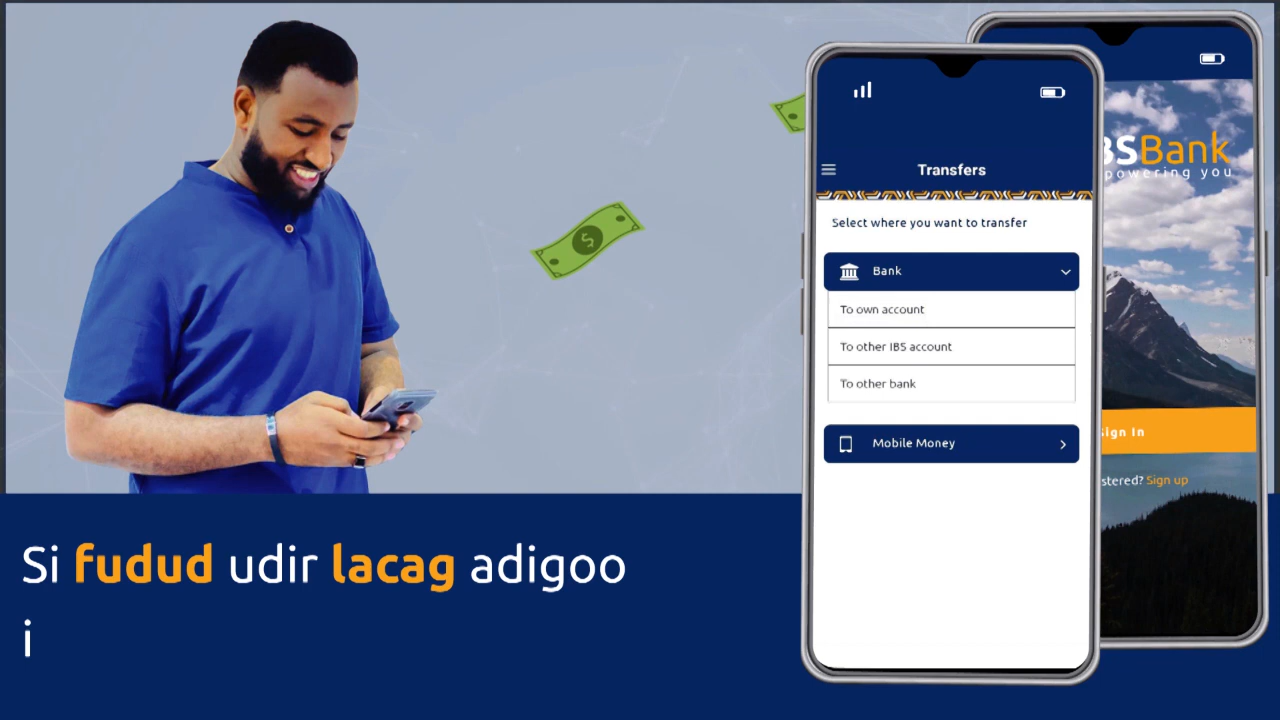 Si fudud udir lacag adigoo
i
Transfers
Select where you want to transfer
Bank
To own account
To other IBS account
To other bank
Mobile Money
BSBank
powering you
Sign In
stered? Sign up